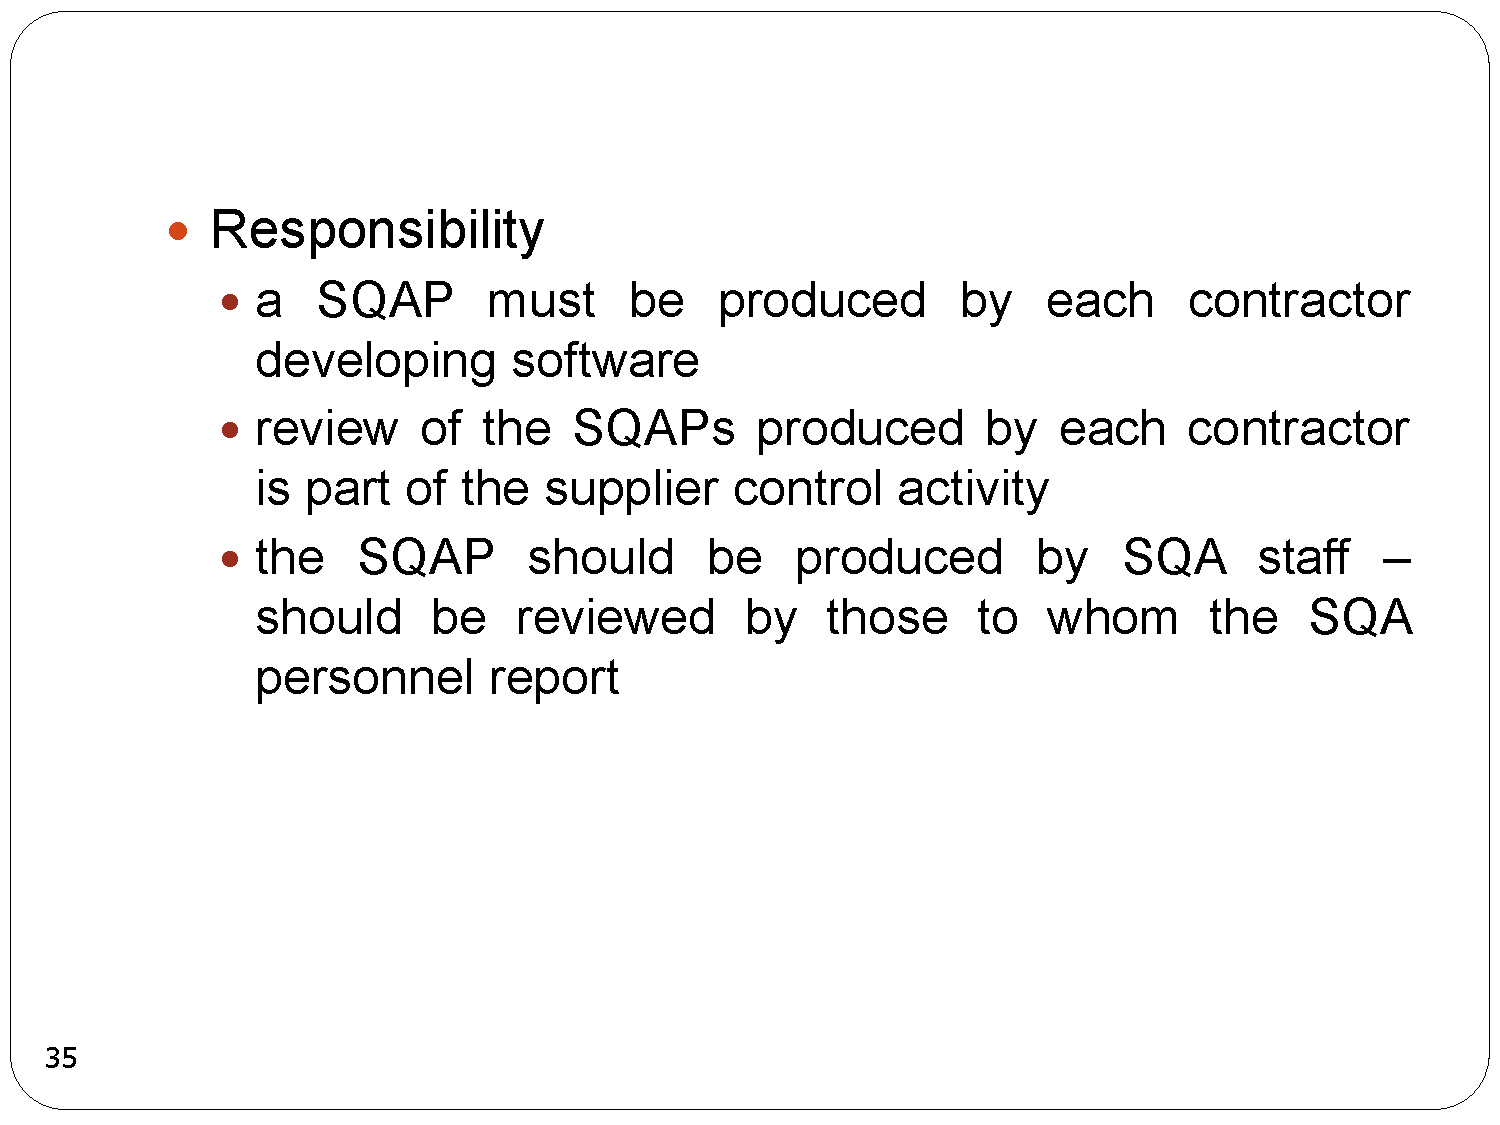 Responsibility
a SQAP must be produced by each contractor
developing software
review of the SQAPs produced by each contractor
is part of the supplier control activity
the SQAP should be produced by SQA staff –
should be reviewed by those to whom the SQA
personnel report
35